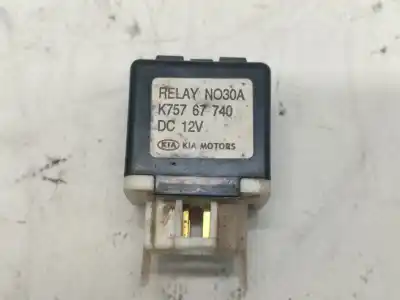 RELAY NO30A
K757 67 740
DC 12V
KIA KIA MOTORS